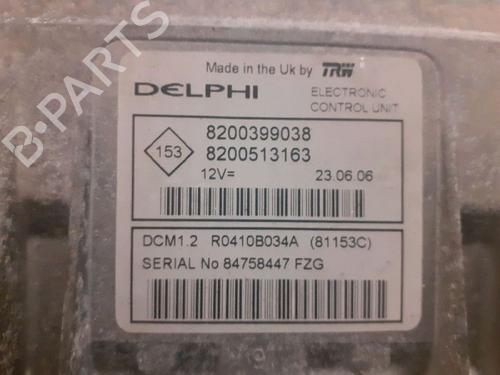 B-PARTS
Made in the Uk by TRW
DELPHI
ELECTRONIC
CONTROL UNIT
153
8200399038
8200513163
12V= 23.06.06
DCM1.2 R0410B034A (81153C)
SERIAL No 84758447 FZG